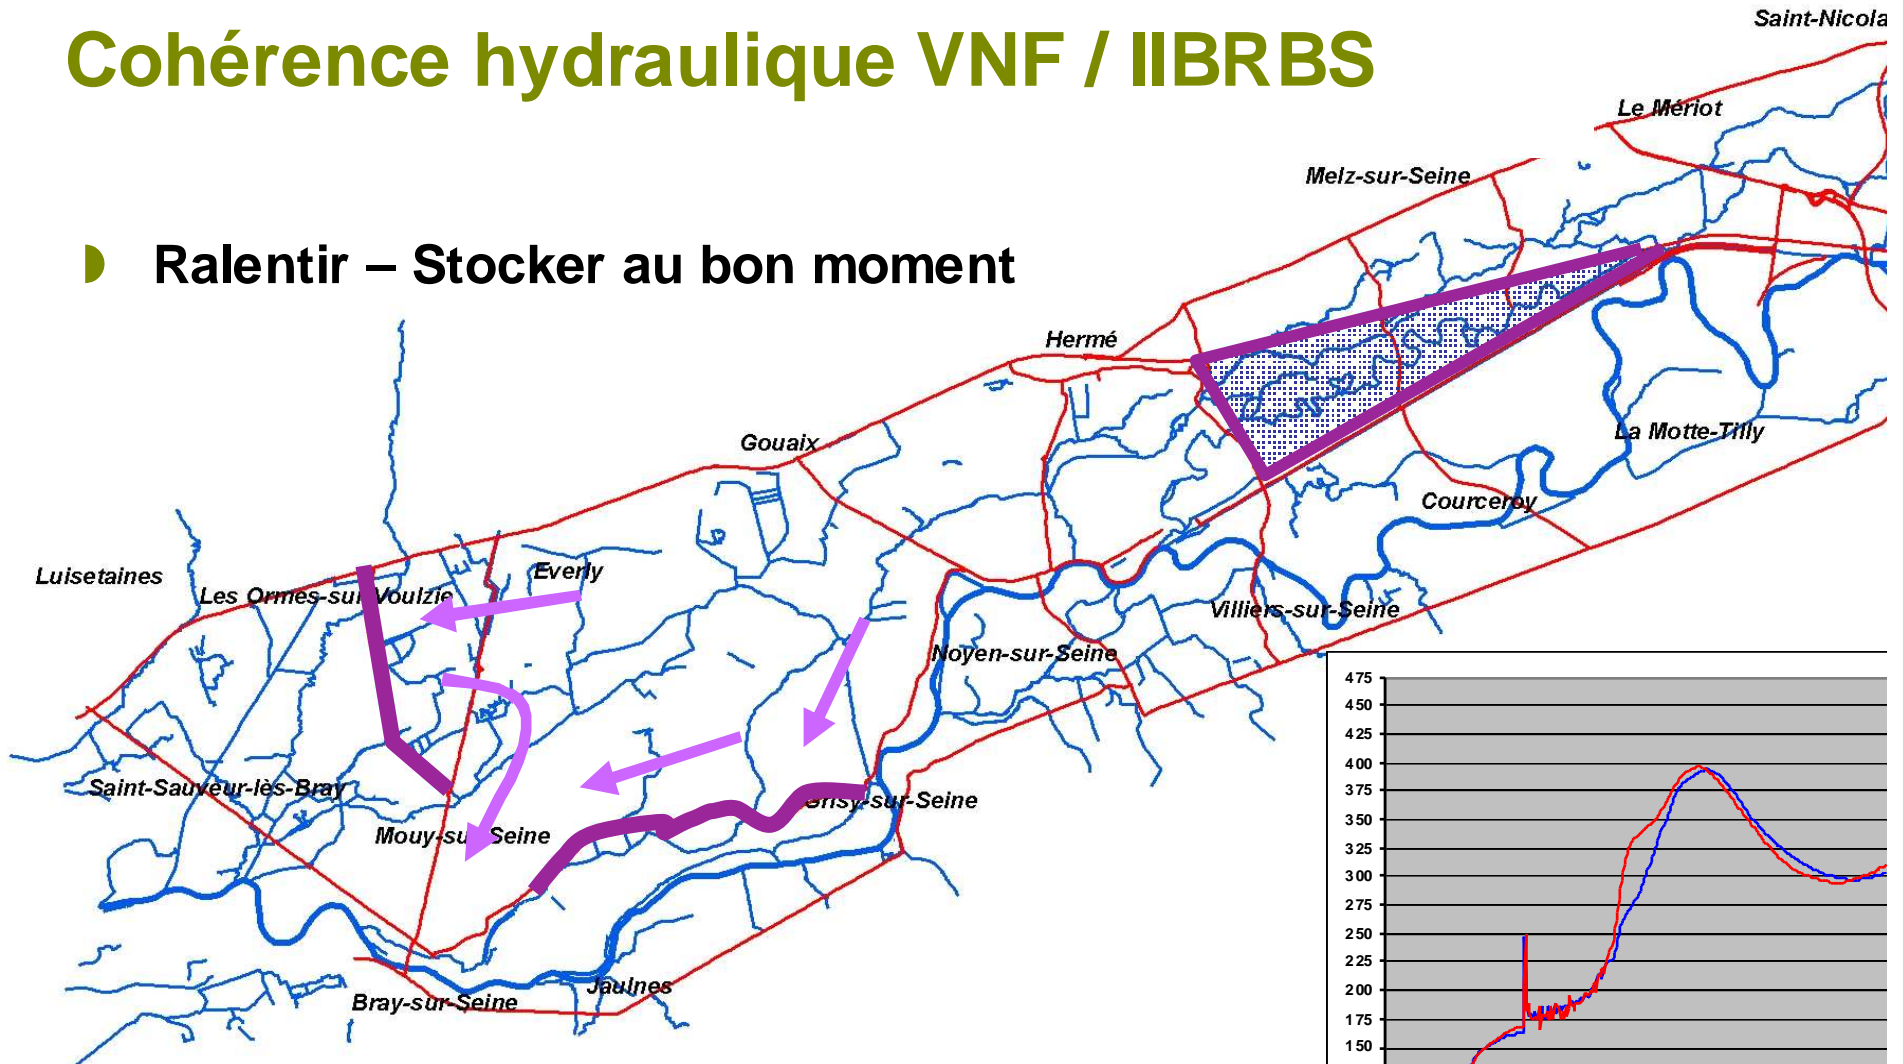 Saint-Nicola
Cohérence hydraulique VNF / IIBRBS
Le Mériot
Melz-sur-Seine
Ralentir – Stocker au bon moment
Hermé
La Motte-Tilly
Gouaix
Courceroy
Everly
Luisetaines
Les Ormes-sur-Voulzie
Villiers-sur-Seine
Noyen-sur-Seine
Saint-Sauveur-lès-Bray
Grisy-sur-Seine
Mouy-su Seine
Jaulnes
Bray-sur-Seine
475
450
425
400
375
350
325
300
275
250
225
200
175
150